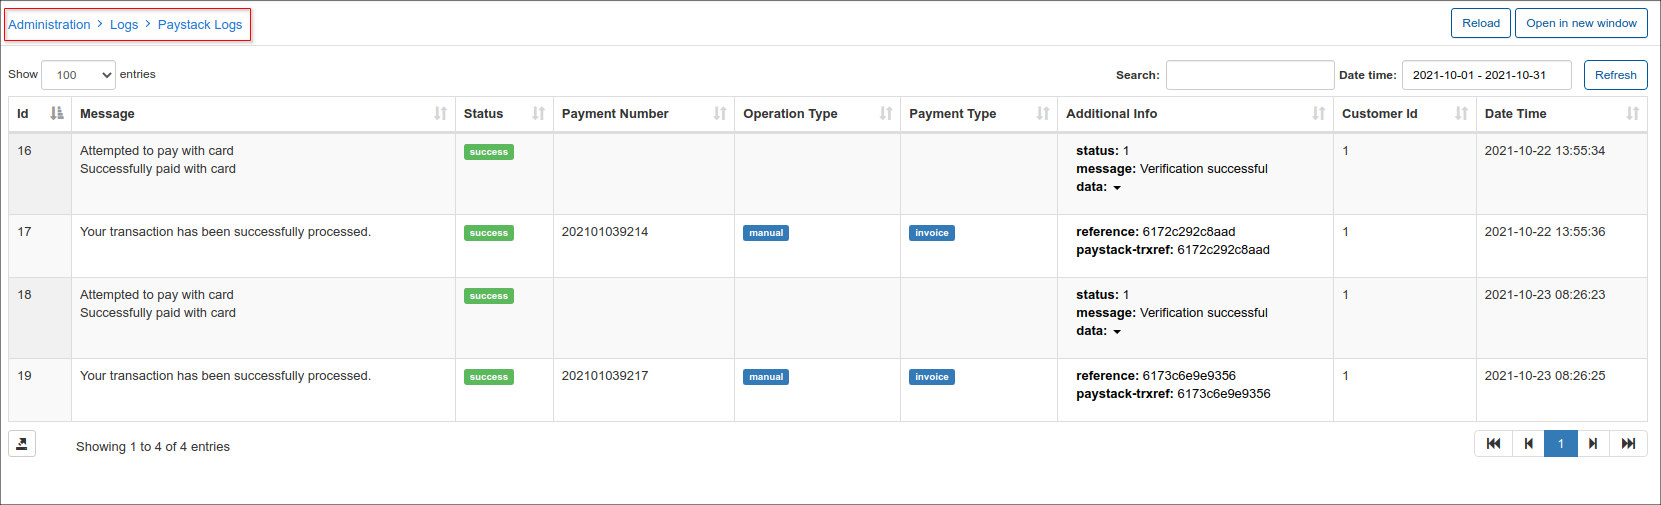 Administration > Logs > Paystack Logs
Reload
Open in new window
Show 100 entries
Search:
Date time: 2021-10-01 - 2021-10-31
Refresh
Id Message Status Payment Number Operation Type Payment Type Additional Info Customer Id Date Time
16 Attempted to pay with card success status: 1 1 2021-10-22 13:55:34
Successfully paid with card message: Verification successful
data:
17 Your transaction has been successfully processed. success 202101039214 manual invoice reference: 6172c292c8aad 1 2021-10-22 13:55:36
paystack-trxref: 6172c292c8aad
18 Attempted to pay with card success status: 1 1 2021-10-23 08:26:23
Successfully paid with card message: Verification successful
data:
19 Your transaction has been successfully processed. success 202101039217 manual invoice reference: 6173c6e9e9356 1 2021-10-23 08:26:25
paystack-trxref: 6173c6e9e9356
Showing 1 to 4 of 4 entries
1